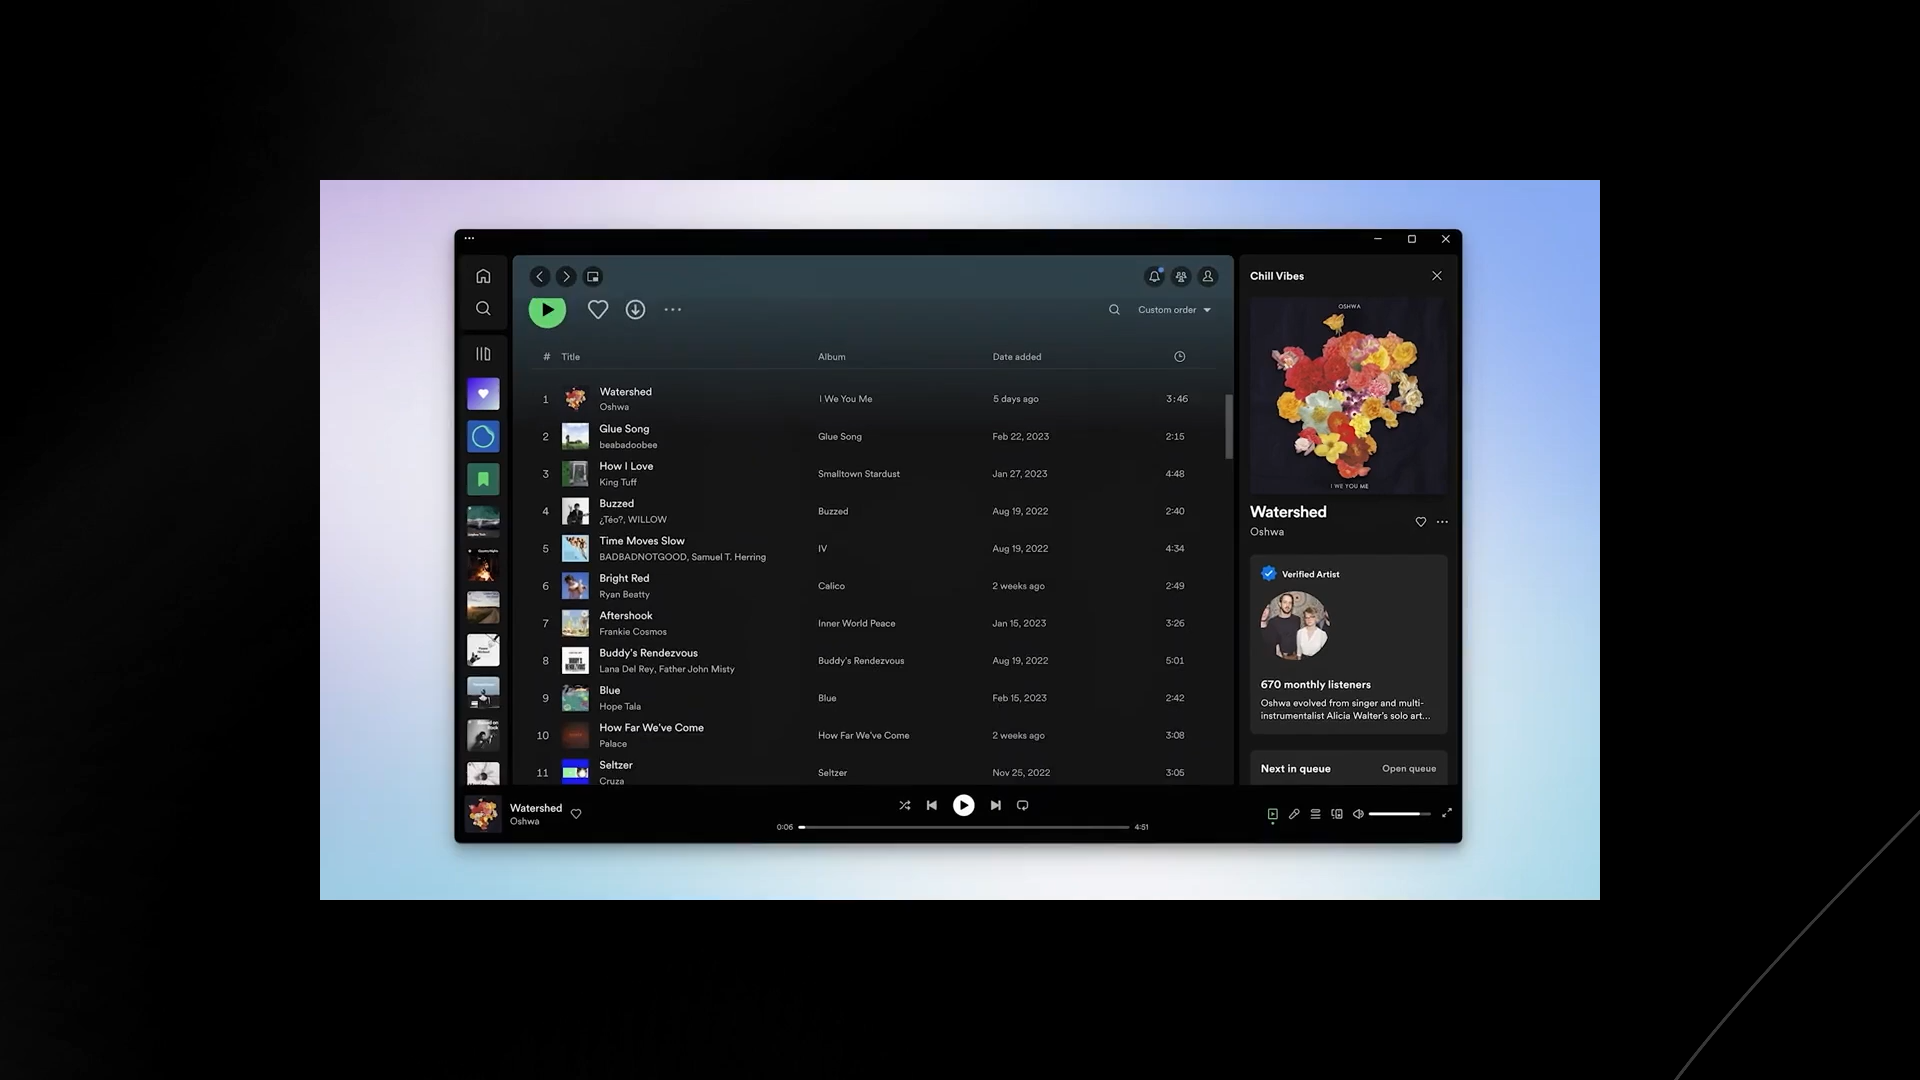 Custom order
# Title Album Date added
1 Watershed I We You Me 5 days ago 3:46
Oshwa
2 Glue Song Glue Song Feb 22, 2023 2:15
beabadoobee
3 How I Love Smalltown Stardust Jan 27, 2023 4:48
King Tuff
4 Buzzed Buzzed Aug 19, 2022 2:40
¿Téo?, WILLOW
5 Time Moves Slow IV Aug 19, 2022 4:34
BADBADNOTGOOD, Samuel T. Herring
6 Bright Red Calico 2 weeks ago 2:49
Ryan Beatty
7 Aftershook Inner World Peace Jan 15, 2023 3:26
Frankie Cosmos
8 Buddy's Rendezvous Buddy's Rendezvous Aug 19, 2022 5:01
Lana Del Rey, Father John Misty
9 Blue Blue Feb 15, 2023 2:42
Hope Tala
10 How Far We've Come How Far We've Come 2 weeks ago 3:08
Palace
11 Seltzer Seltzer Nov 25, 2022 3:05
Cruza
Chill Vibes
OSHWA
I WE YOU ME
Watershed
Oshwa
Verified Artist
670 monthly listeners
Oshwa evolved from singer and multi-
instrumentalist Alicia Walter's solo art...
Next in queue Open queue
Watershed
Oshwa
0:06 4:51